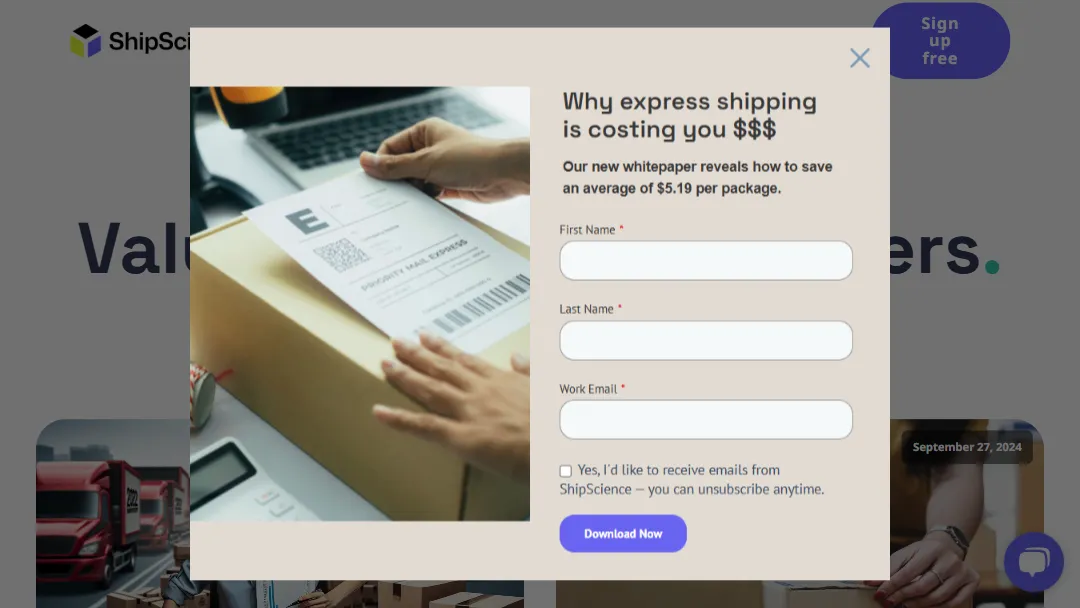 ShipSci
Sign
up
free
Why express shipping
is costing you $$$
Our new whitepaper reveals how to save
an average of $5.19 per package.
First Name *
Last Name *
Work Email *
Yes, I'd like to receive emails from
ShipScience – you can unsubscribe anytime.
Download Now
E
PRIORITY MAIL EXPRESS
Valu
ers.
September 27, 2024